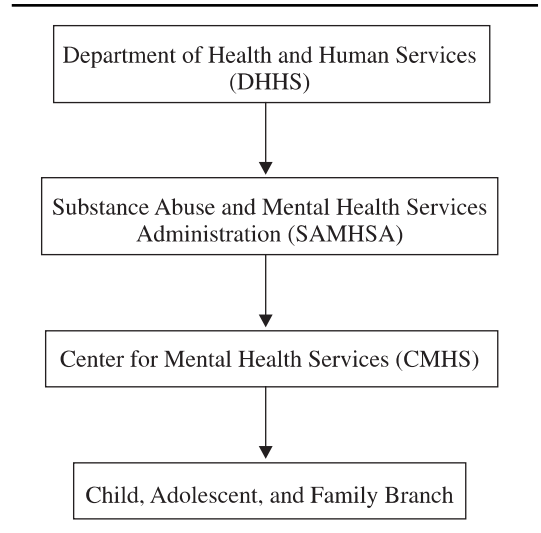 Department of Health and Human Services
(DHHS)
Substance Abuse and Mental Health Services
Administration (SAMHSA)
Center for Mental Health Services (CMHS)
Child, Adolescent, and Family Branch